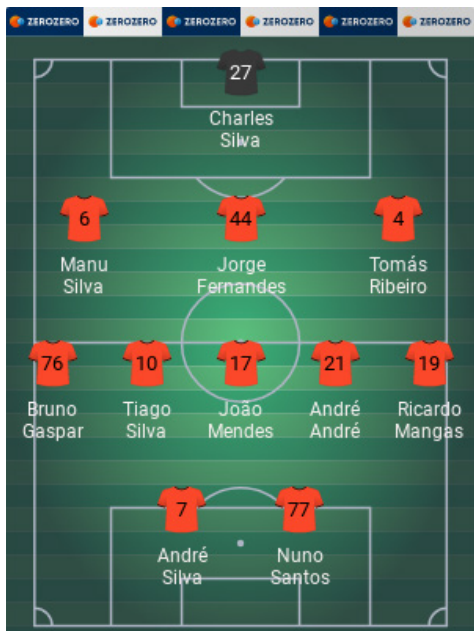 ZEROZERO ZEROZERO ZEROZERO ZEROZERO ZEROZERO ZEROZERO
27
Charles
Silva
6 44 4
Manu Jorge Tomás
Silva Fernandes Ribeiro
76 10 17 21 19
Bruno Tiago João André Ricardo
Gaspar Silva Mendes André Mangas
7 77
André Nuno
Silva Santos